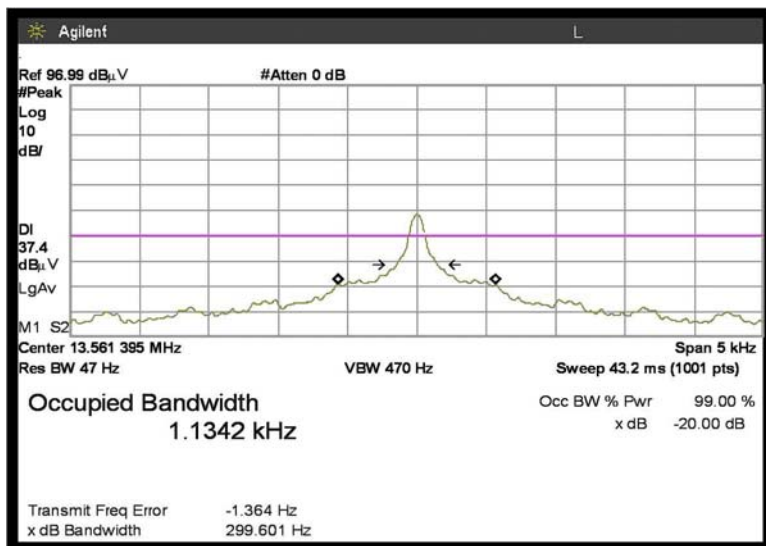 Agilent L
Ref 96.99 dBμV #Atten 0 dB
#Peak
Log
10
dB/
DI
37.4
dBμV
LgAv
M1 S2
Center 13.561 395 MHz Span 5 kHz
Res BW 47 Hz VBW 470 Hz Sweep 43.2 ms (1001 pts)
Occupied Bandwidth Occ BW % Pwr 99.00 %
1.1342 kHz x dB -20.00 dB
Transmit Freq Error -1.364 Hz
x dB Bandwidth 299.601 Hz